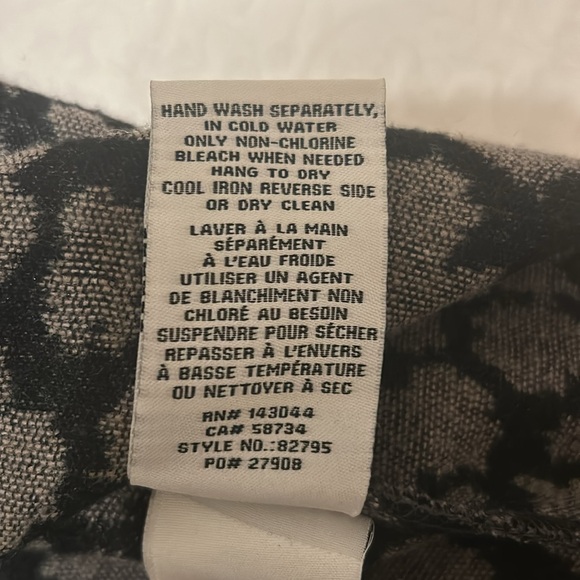 HAND WASH SEPARATELY,
IN COLD WATER
ONLY NON-CHLORINE
BLEACH WHEN NEEDED
HANG TO DRY
COOL IRON REVERSE SIDE
OR DRY CLEAN
LAVER À LA MAIN
SÉPARÉMENT
À L'EAU FROIDE
UTILISER UN AGENT
DE BLANCHIMENT NON
CHLORÉ AU BESOIN
SUSPENDRE POUR SÉCHER
REPASSER À L'ENVERS
À BASSE TEMPÉRATURE
OU NETTOYER À SEC
RN# 143044
CA# 58734
STYLE NO.:82795
PO# 27908